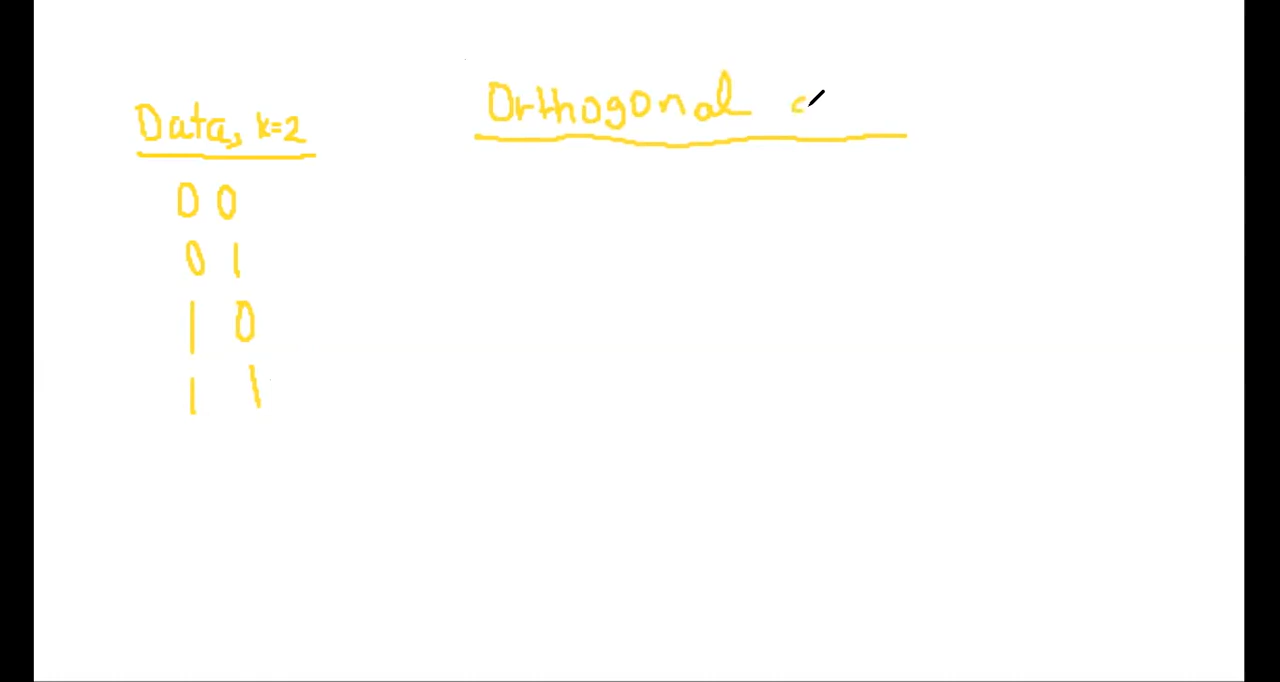 Data, k=2
0 0
0 1
1 0
1 1
Orthogonal c